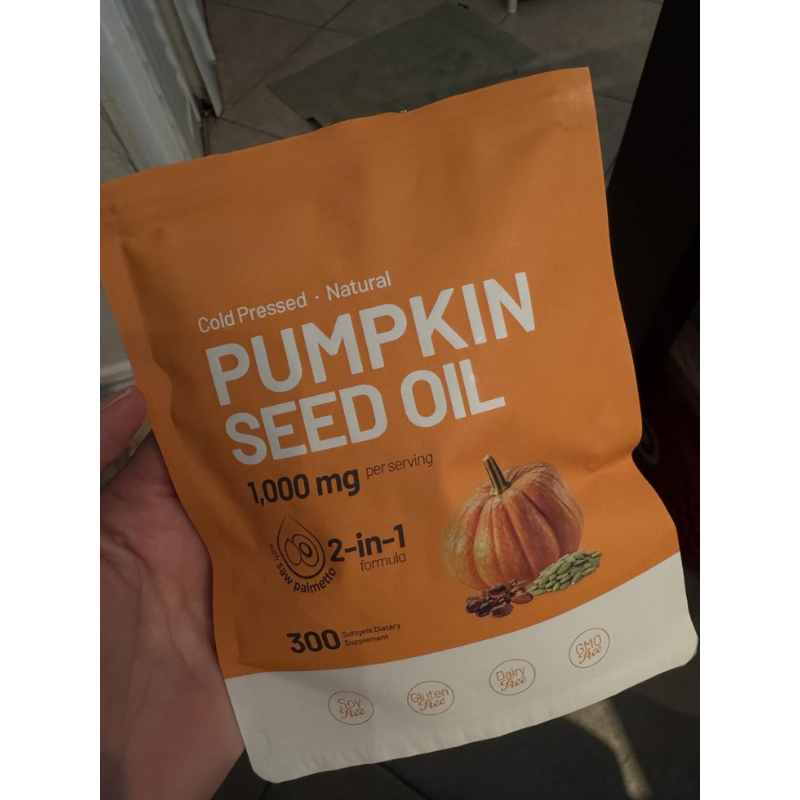 Cold Pressed · Natural
PUMPKIN
SEED OIL
1,000 mg per serving
with saw palmetto
2-in-1
formula
300 Softgels Dietary
Supplement
Soy
Free
Gluten
Free
Dairy
Free
GMO
Free